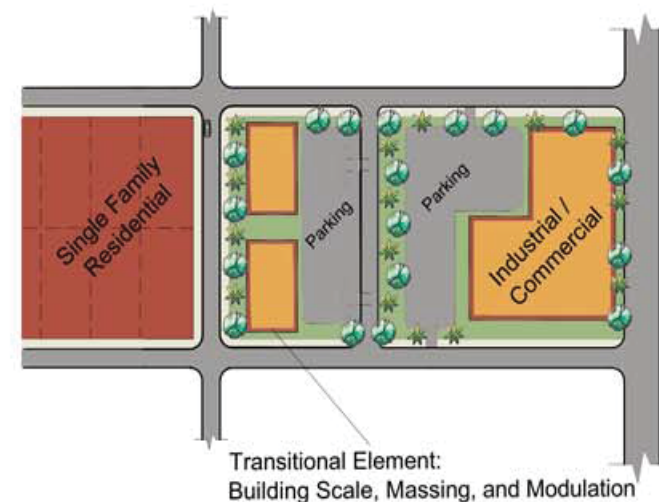 Single Family
Residential
Parking
Parking
Industrial /
Commercial
Transitional Element:
Building Scale, Massing, and Modulation